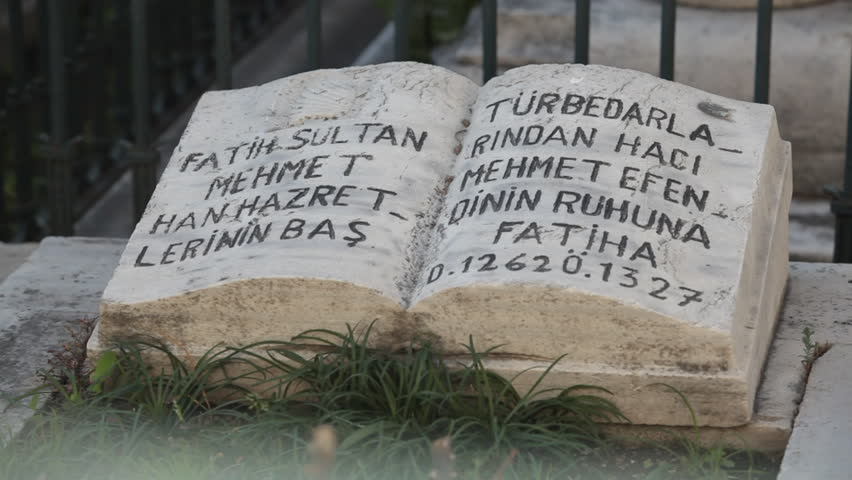 FATİH SULTAN
MEHMET
HAN HAZRET-
LERİNİN BAŞ
TÜRBEDARLA-
RINDAN HACI
MEHMET EFEN-
DİNİN RUHUNA
FATİHA
D.1262 Ö.1327